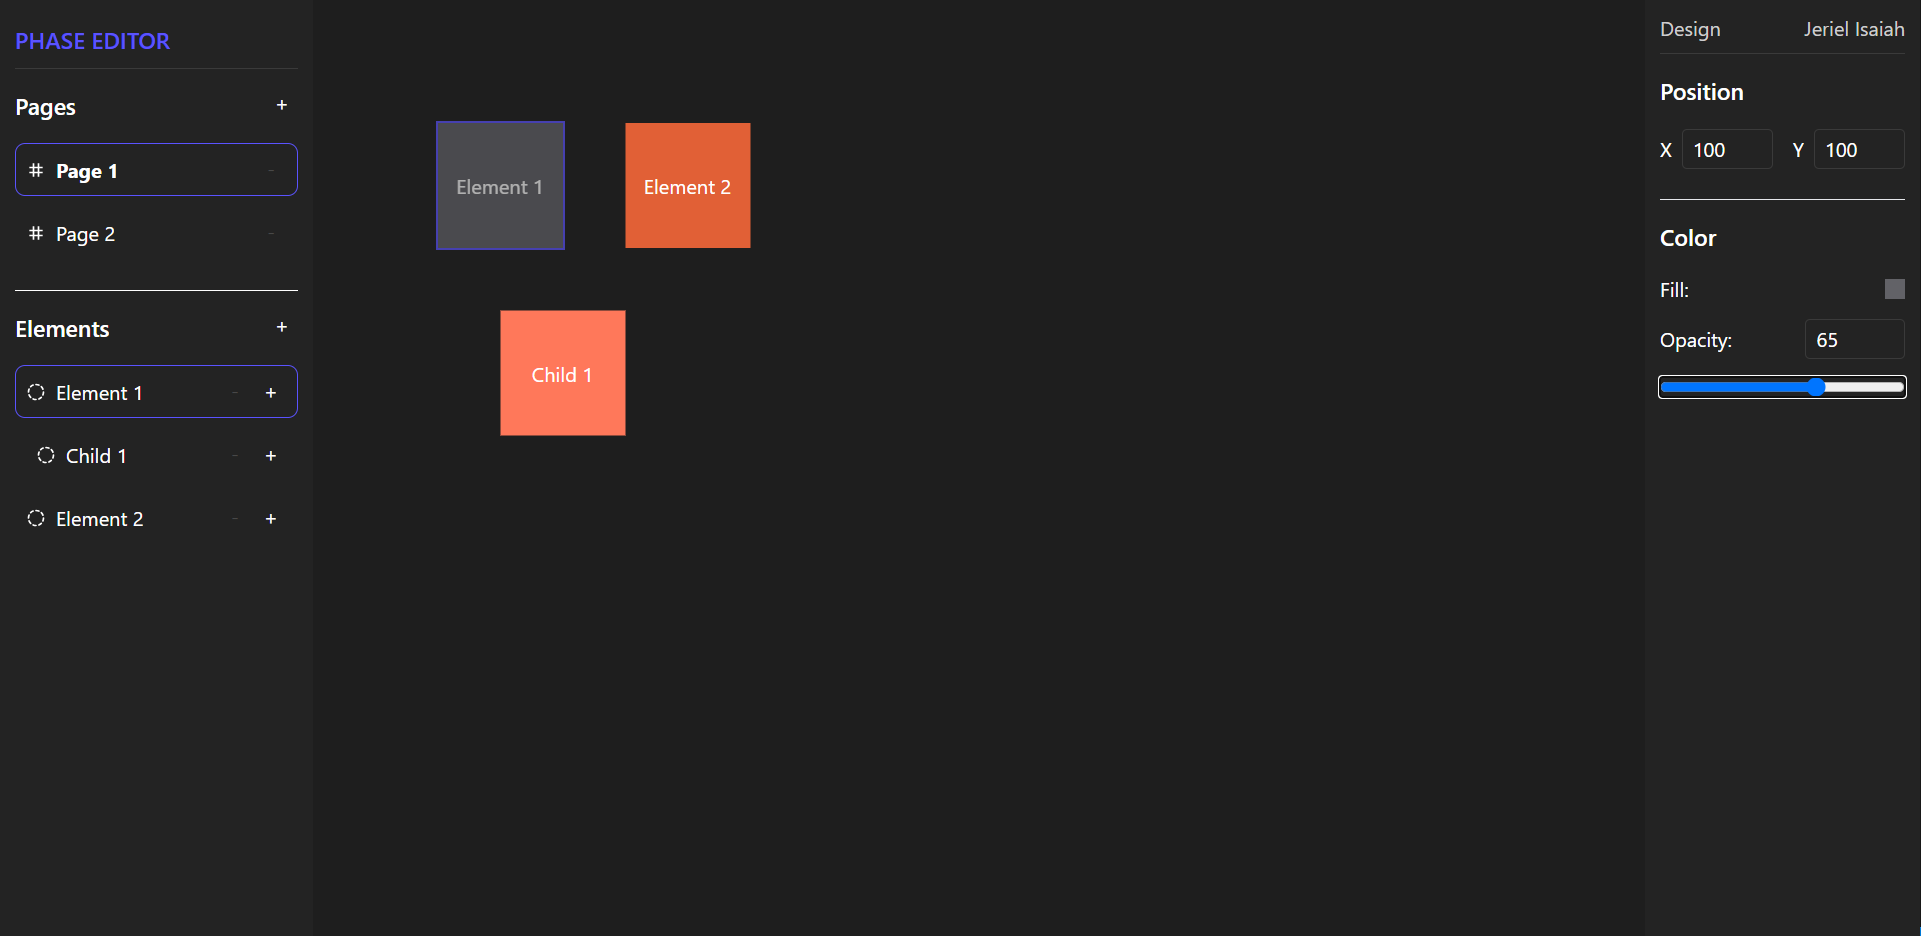 PHASE EDITOR
Pages +
# Page 1 -
# Page 2 -
Elements +
Element 1 - +
Child 1 - +
Element 2 - +
Element 1
Element 2
Child 1
Design
Jeriel Isaiah
Position
X 100 Y 100
Color
Fill:
Opacity: 65